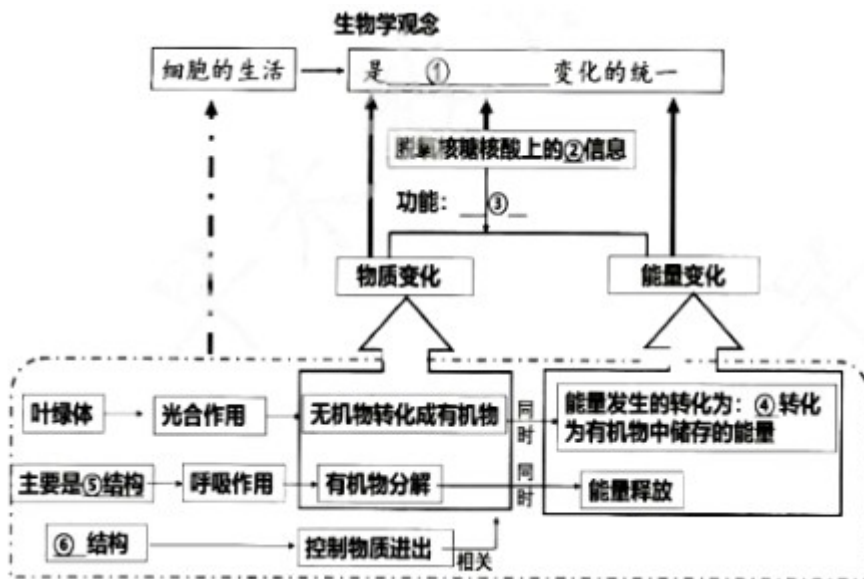 生物学观念
细胞的生活
是 ① 变化的统一
脱氧核糖核酸上的②信息
功能： ③
物质变化
能量变化
叶绿体
光合作用
无机物转化成有机物
同时
能量发生的转化为：④转化
为有机物中储存的能量
主要是⑤结构
呼吸作用
有机物分解
同时
能量释放
⑥ 结构
控制物质进出
相关